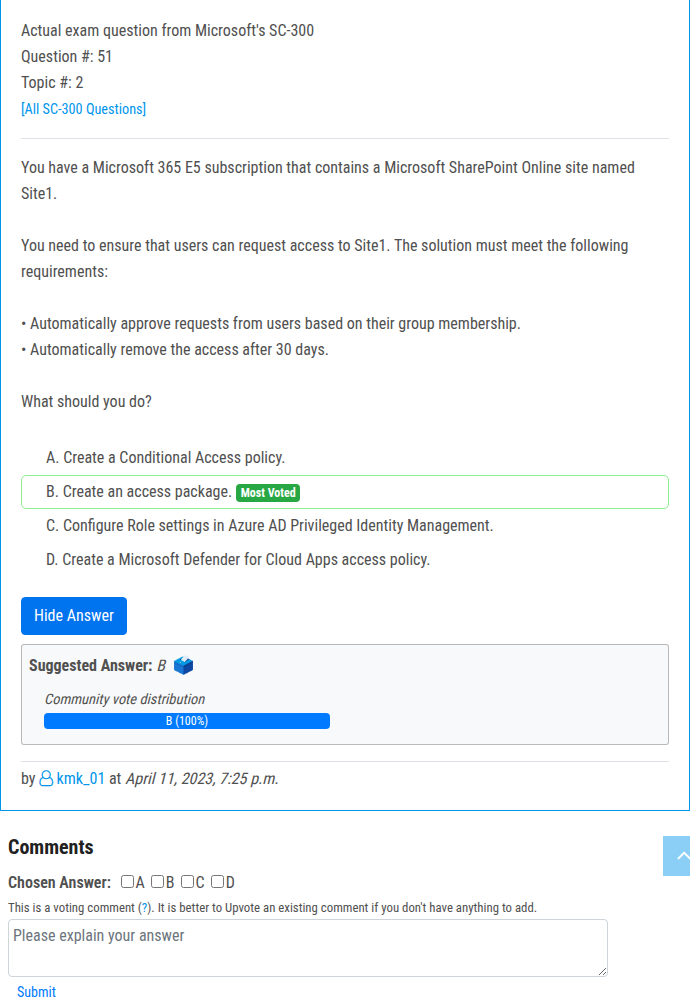 Actual exam question from Microsoft's SC-300
Question #: 51
Topic #: 2
[All SC-300 Questions]
You have a Microsoft 365 E5 subscription that contains a Microsoft SharePoint Online site named
Site1.
You need to ensure that users can request access to Site1. The solution must meet the following
requirements:
• Automatically approve requests from users based on their group membership.
• Automatically remove the access after 30 days.
What should you do?
A. Create a Conditional Access policy.
B. Create an access package. Most Voted
C. Configure Role settings in Azure AD Privileged Identity Management.
D. Create a Microsoft Defender for Cloud Apps access policy.
Hide Answer
Suggested Answer: B
Community vote distribution
B (100%)
by kmk_01 at April 11, 2023, 7:25 p.m.
Comments
Chosen Answer: A B C D
This is a voting comment (?). It is better to Upvote an existing comment if you don't have anything to add.
Please explain your answer
Submit